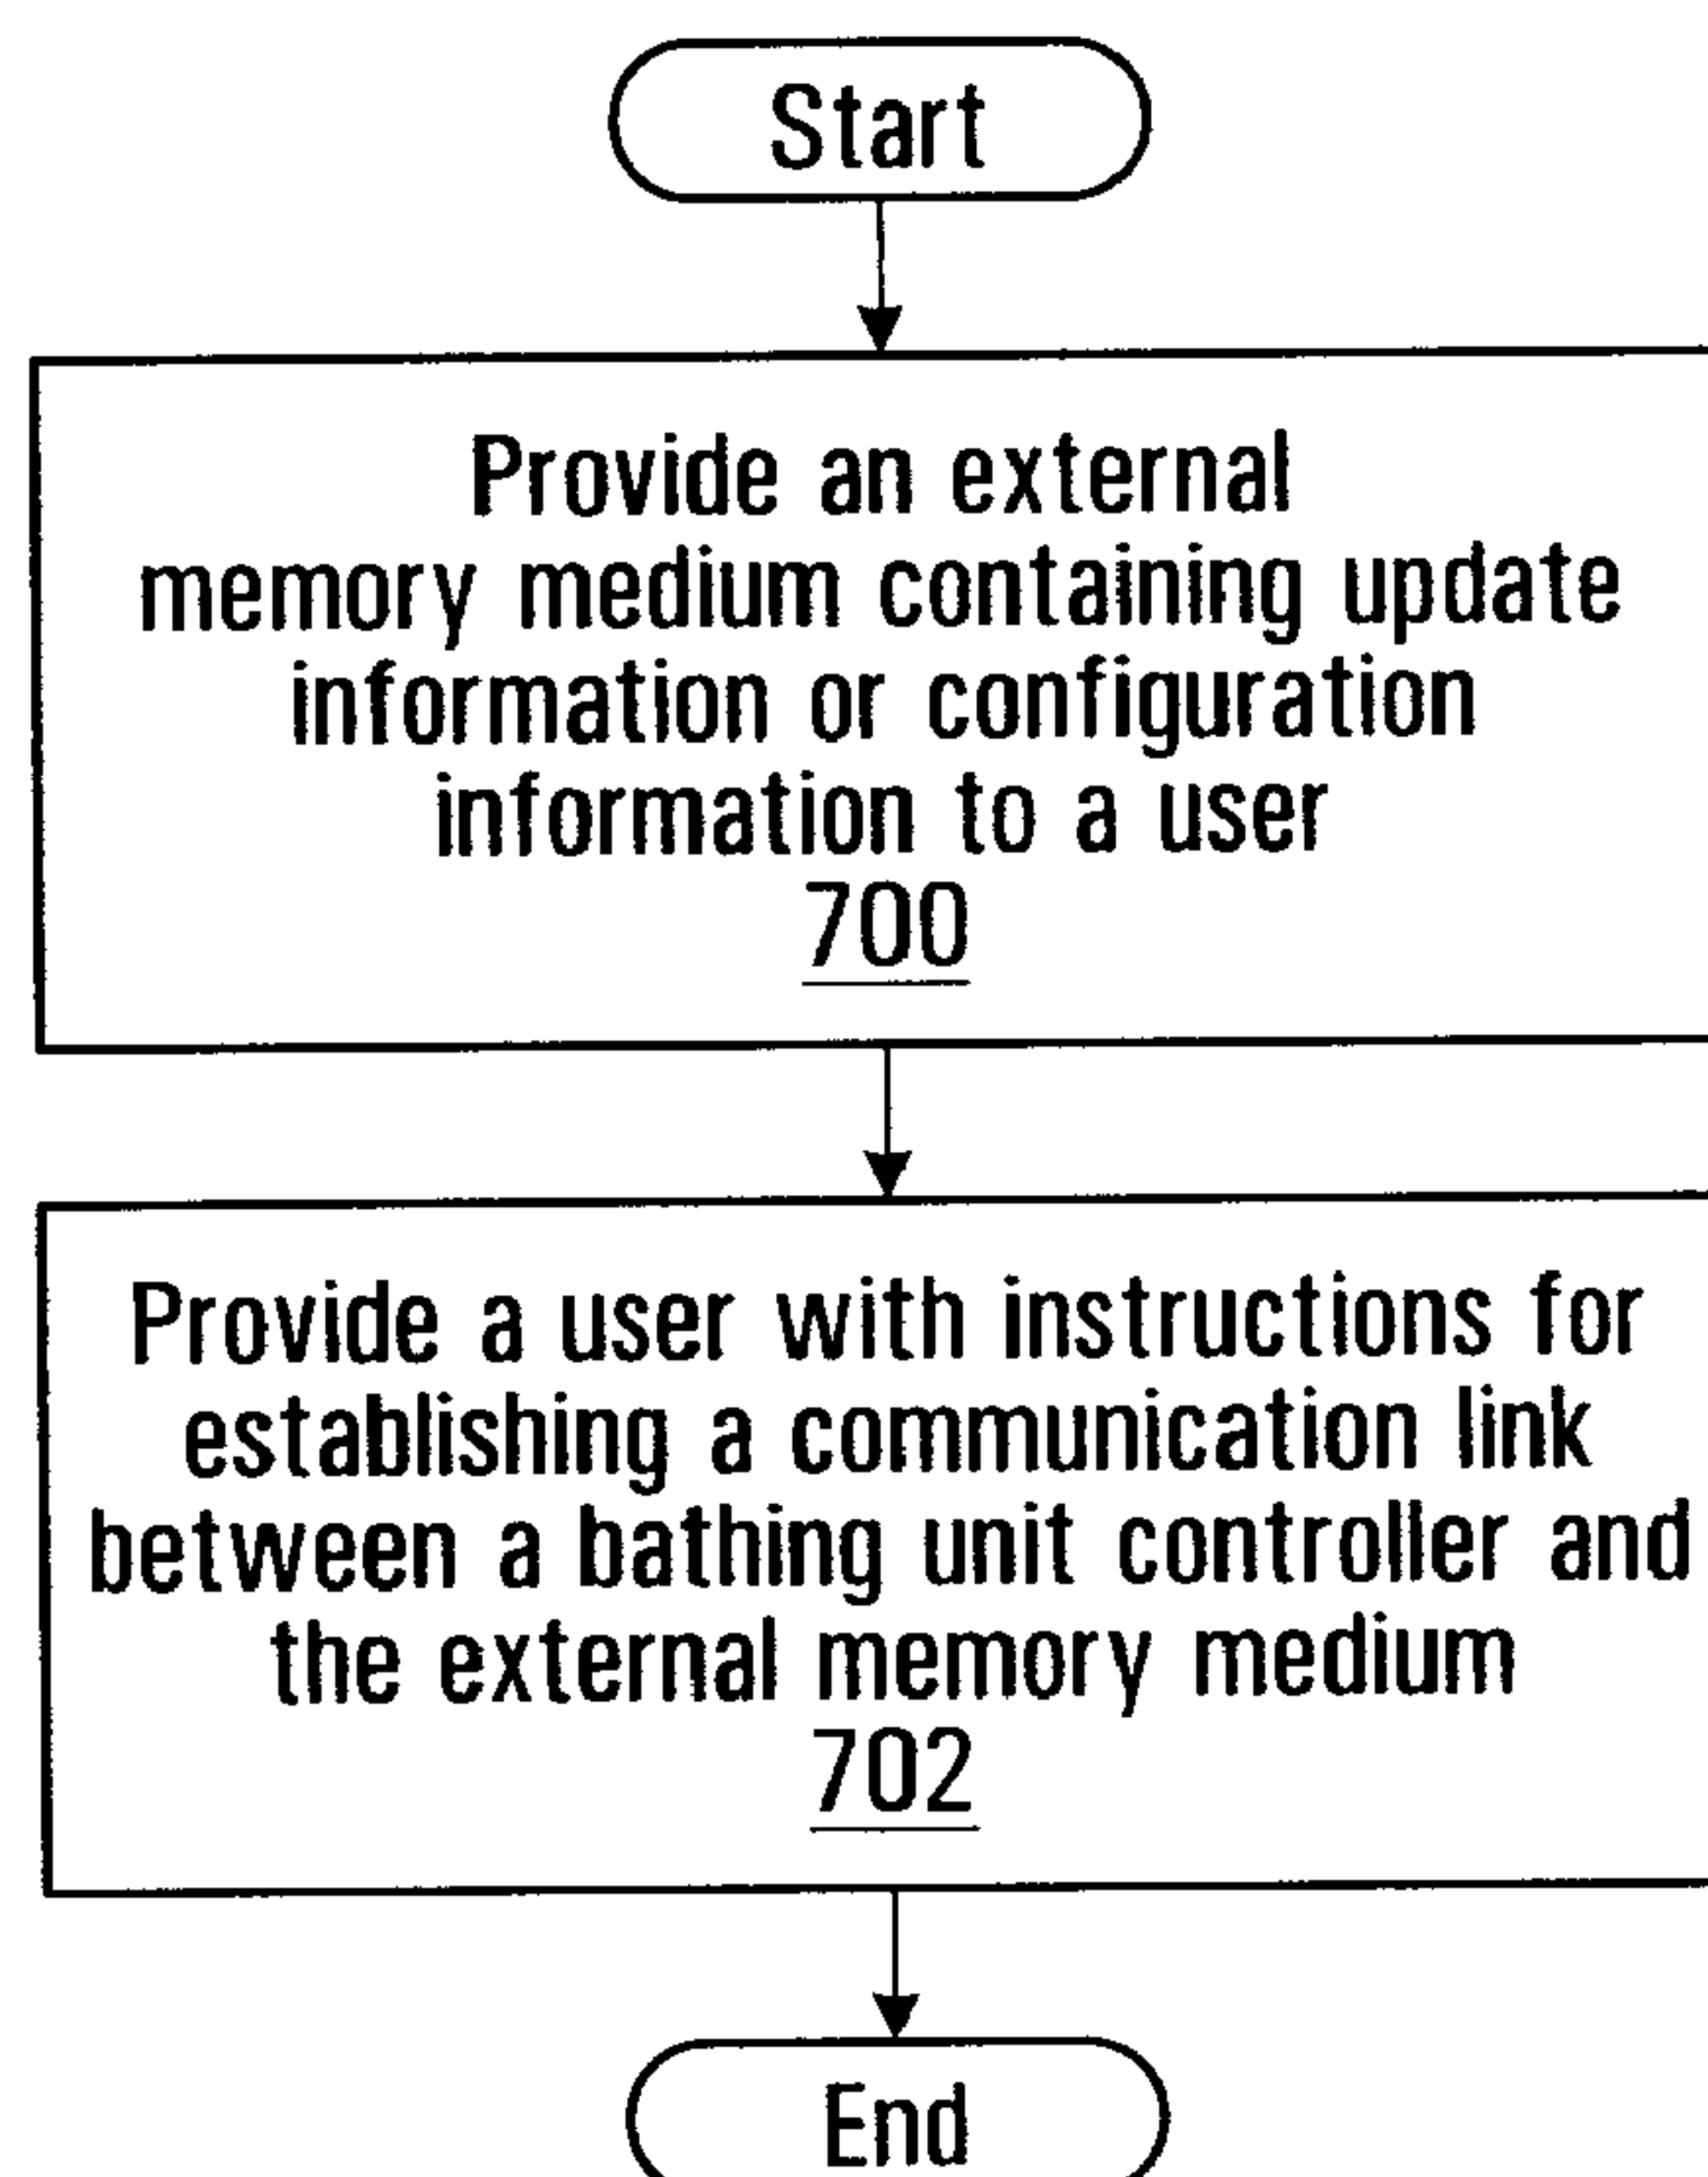 Start
Provide an external
memory medium containing update
information or configuration
information to a user
700
Provide a user with instructions for
establishing a communication link
between a bathing unit controller and
the external memory medium
702
End